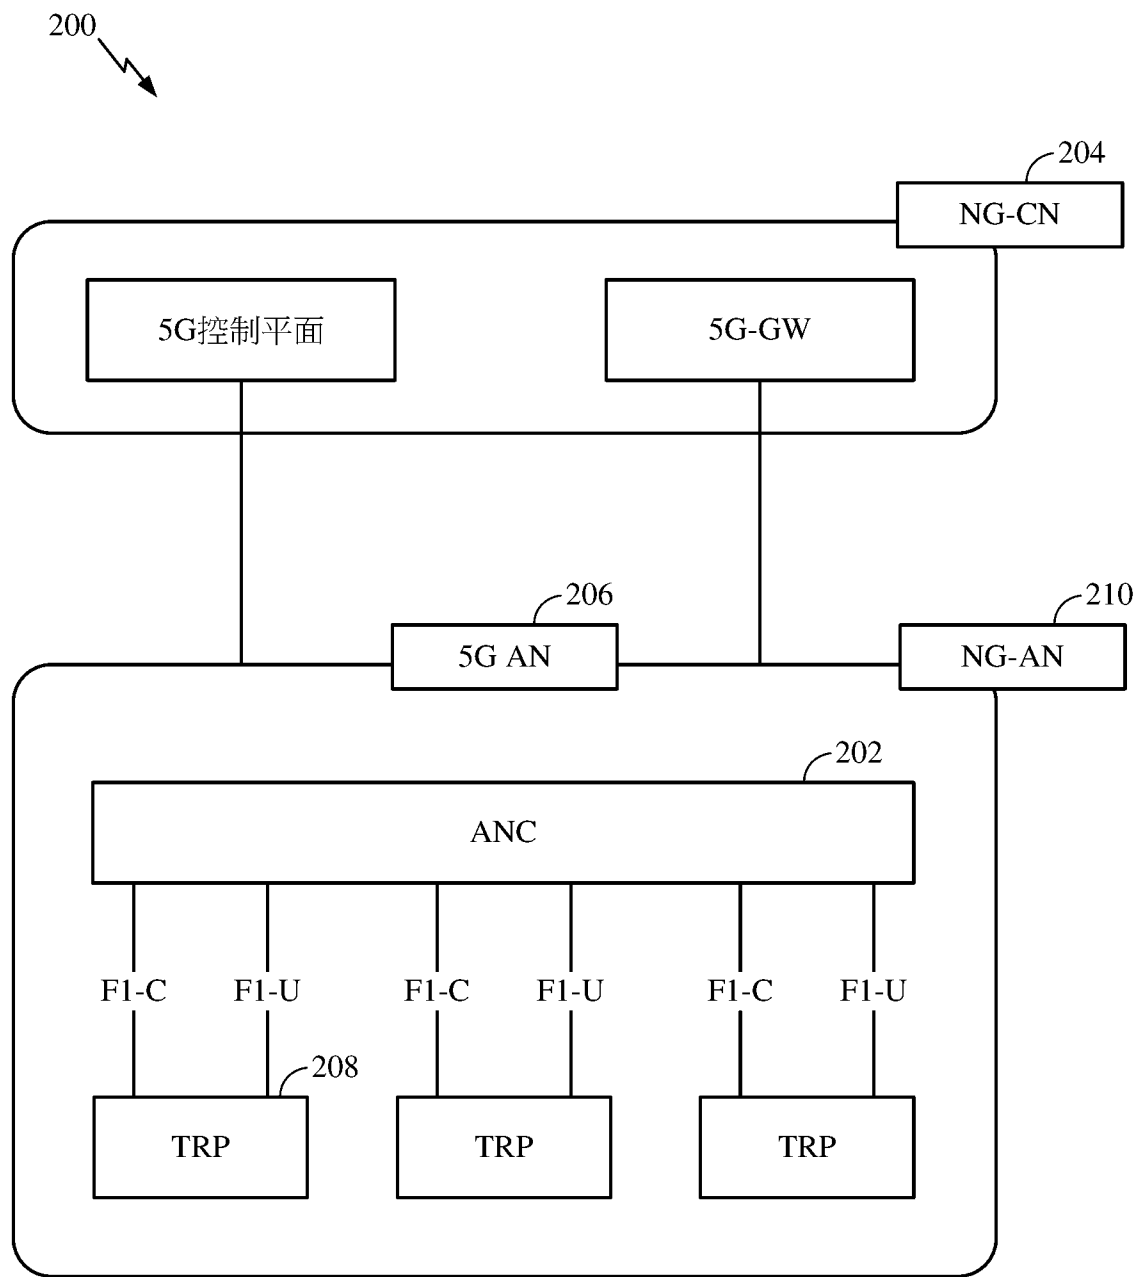 200
204
NG-CN
5G控制平面
5G-GW
206
210
5G AN
NG-AN
202
ANC
F1-C
F1-U
F1-C
F1-U
F1-C
F1-U
208
TRP
TRP
TRP